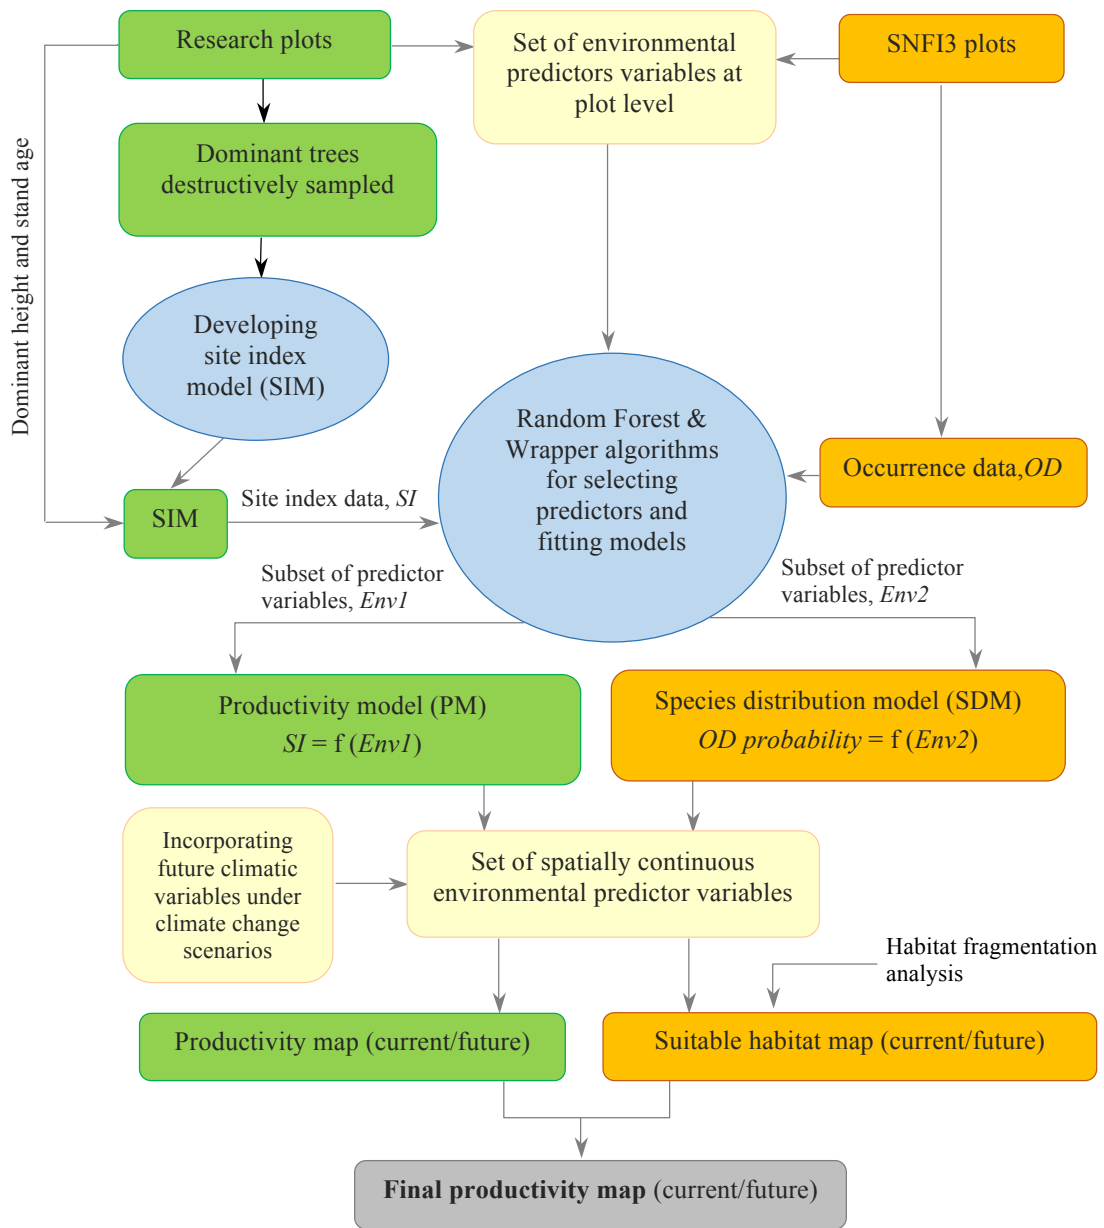 Research plots
Set of environmental
predictors variables at
plot level
SNFI3 plots
Dominant trees
destructively sampled
Dominant height and stand age
Developing
site index
model (SIM)
Random Forest &
Wrapper algorithms
for selecting
predictors and
fitting models
Occurrence data,OD
SIM
Site index data, SI
Subset of predictor
variables, Env1
Subset of predictor
variables, Env2
Productivity model (PM)
SI = f (Env1)
Species distribution model (SDM)
OD probability = f (Env2)
Incorporating
future climatic
variables under
climate change
scenarios
Set of spatially continuous
environmental predictor variables
Habitat fragmentation
analysis
Productivity map (current/future)
Suitable habitat map (current/future)
Final productivity map (current/future)